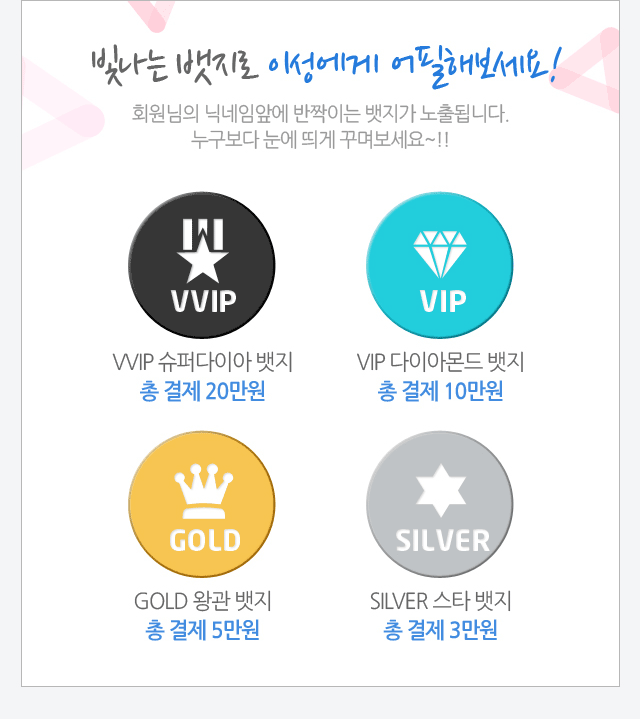 빛나는 뱃지로 이성에게 어필해보세요!
회원님의 닉네임앞에 반짝이는 뱃지가 노출됩니다.
누구보다 눈에 띄게 꾸며보세요~!!
VVIP
VIP
VVIP 슈퍼다이아 뱃지
총 결제 20만원
VIP 다이아몬드 뱃지
총 결제 10만원
GOLD
SILVER
GOLD 왕관 뱃지
총 결제 5만원
SILVER 스타 뱃지
총 결제 3만원